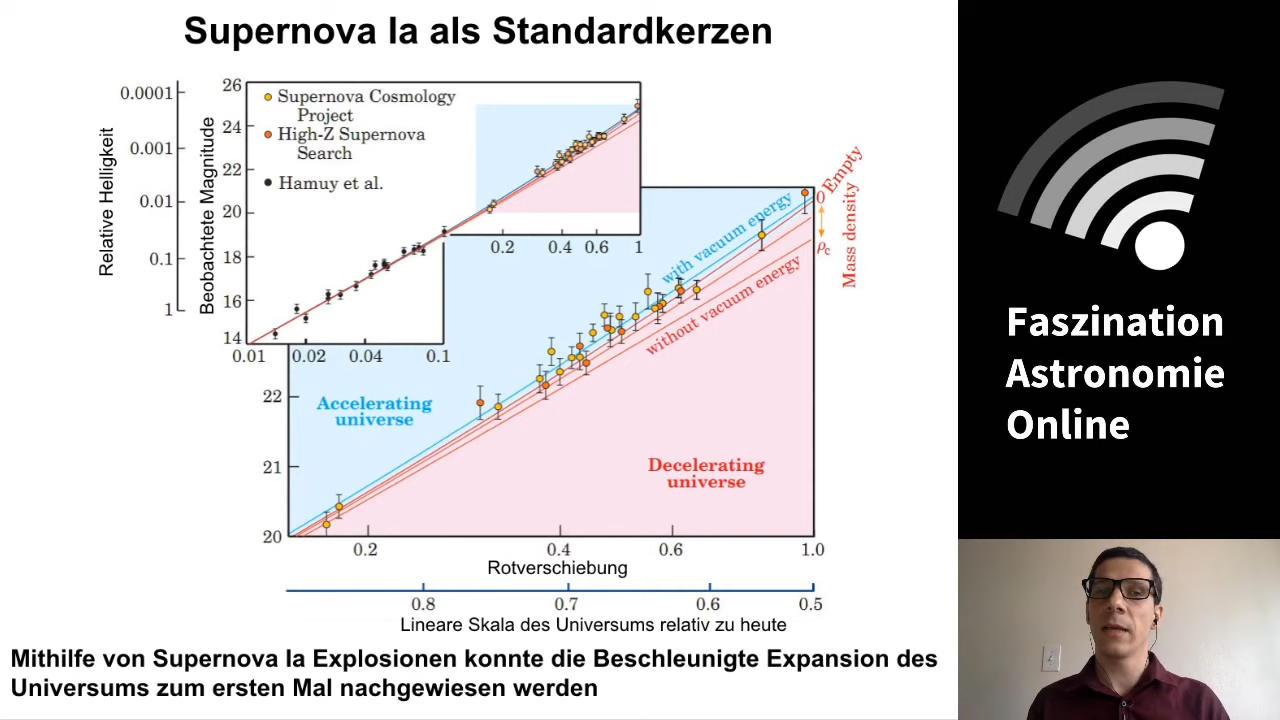 Supernova Ia als Standardkerzen
Relative Helligkeit
0.0001
0.001
0.01
0.1
1
Beobachtete Magnitude
26
24
22
20
18
16
14
Supernova Cosmology
Project
High-Z Supernova
Search
Hamuy et al.
0.01
0.02
0.04
0.1
0.2
0.4
0.6
1
with vacuum energy
without vacuum energy
0
Empty
ρc
Mass density
Accelerating
universe
Decelerating
universe
22
21
20
0.2
0.4
0.6
1.0
Rotverschiebung
0.8
0.7
0.6
0.5
Lineare Skala des Universums relativ zu heute
Mithilfe von Supernova Ia Explosionen konnte die Beschleunigte Expansion des
Universums zum ersten Mal nachgewiesen werden
Faszination
Astronomie
Online